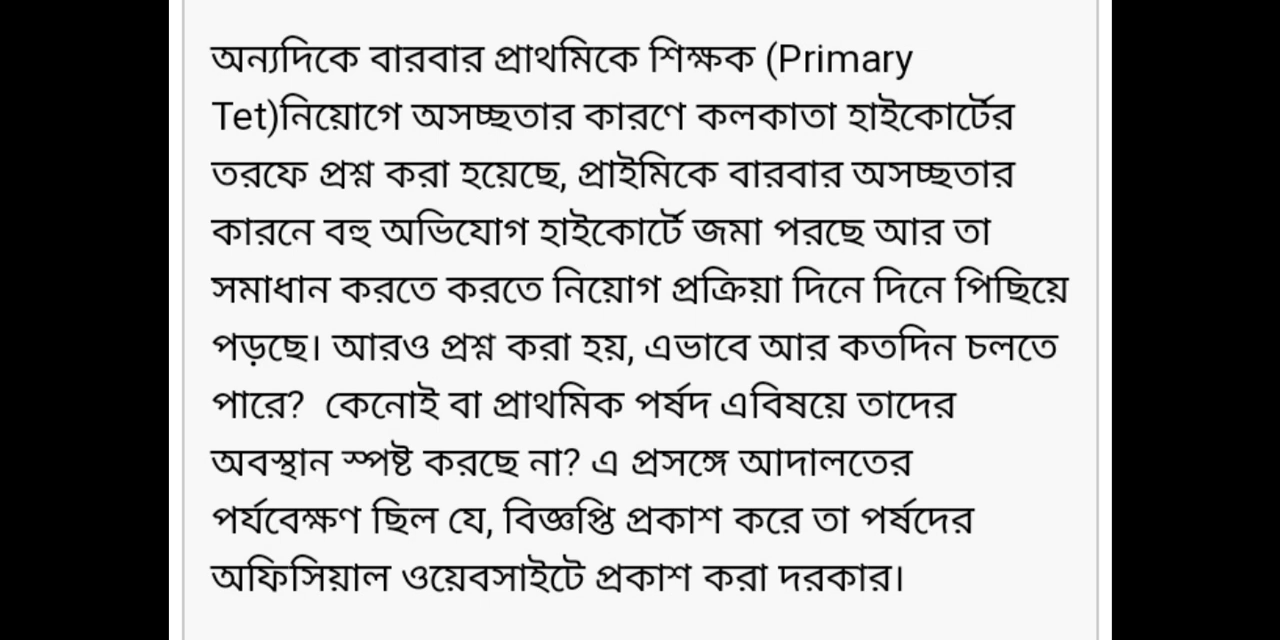 অন্যদিকে বারবার প্রাথমিকে শিক্ষক (Primary
Tet)নিয়োগে অসচ্ছতার কারণে কলকাতা হাইকোর্টের
তরফে প্রশ্ন করা হয়েছে, প্রাইমিকে বারবার অসচ্ছতার
কারনে বহু অভিযোগ হাইকোর্টে জমা পরছে আর তা
সমাধান করতে করতে নিয়োগ প্রক্রিয়া দিনে দিনে পিছিয়ে
পড়ছে। আরও প্রশ্ন করা হয়, এভাবে আর কতদিন চলতে
পারে? কেনোই বা প্রাথমিক পর্ষদ এবিষয়ে তাদের
অবস্থান স্পষ্ট করছে না? এ প্রসঙ্গে আদালতের
পর্যবেক্ষণ ছিল যে, বিজ্ঞপ্তি প্রকাশ করে তা পর্ষদের
অফিসিয়াল ওয়েবসাইটে প্রকাশ করা দরকার।